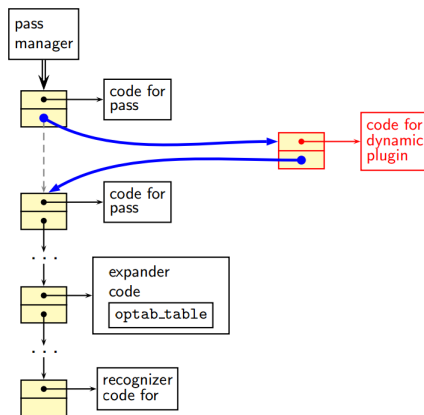 pass
manager
code for
pass
code for
dynamic
plugin
code for
pass
. . .
expander
code
optab_table
. . .
recognizer
code for